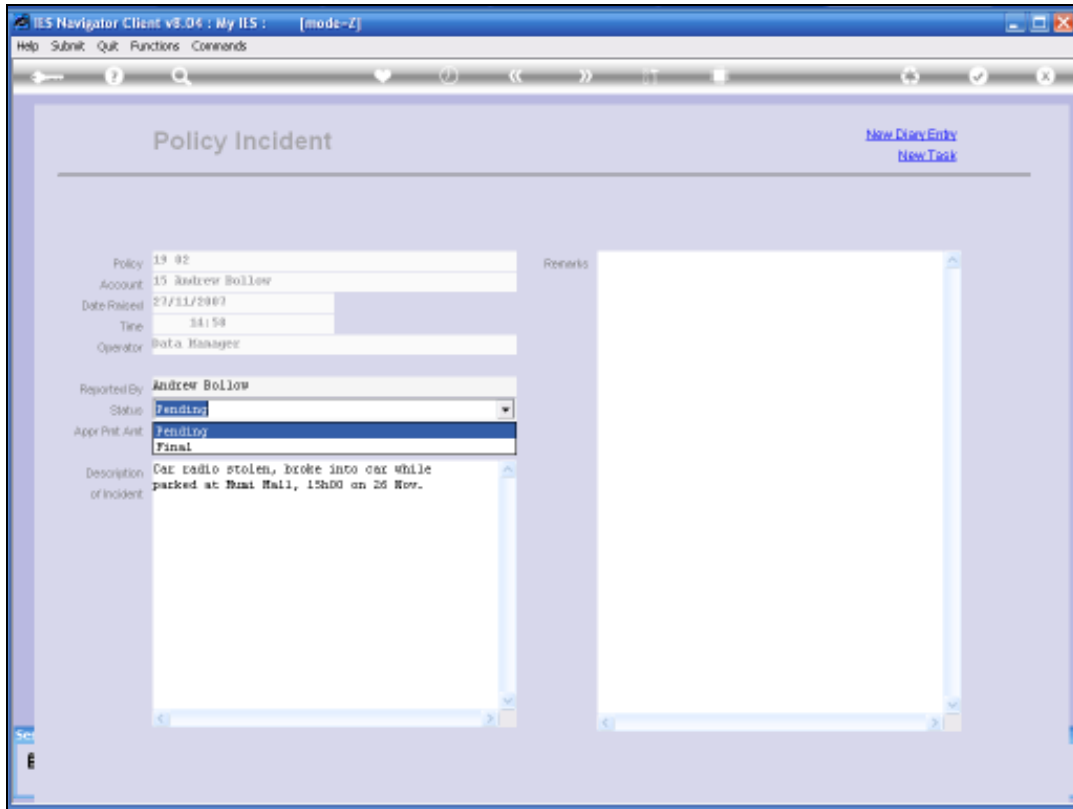 IES Navigator Client v8.04 : My IES : [mode=Z]
Help Submit Quit Functions Commands
Policy Incident
New Diary Entry
New Task
Policy 19 02
Account 15 Andrew Bollow
Date Raised 27/11/2007
Time 14:50
Operator Data Manager
Reported By Andrew Bollow
Status Pending
Appr Pmt Amt
Pending
Final
Description of Incident
Car radio stolen, broke into car while
parked at Mumi Mall, 15h00 on 26 Nov.
Remarks